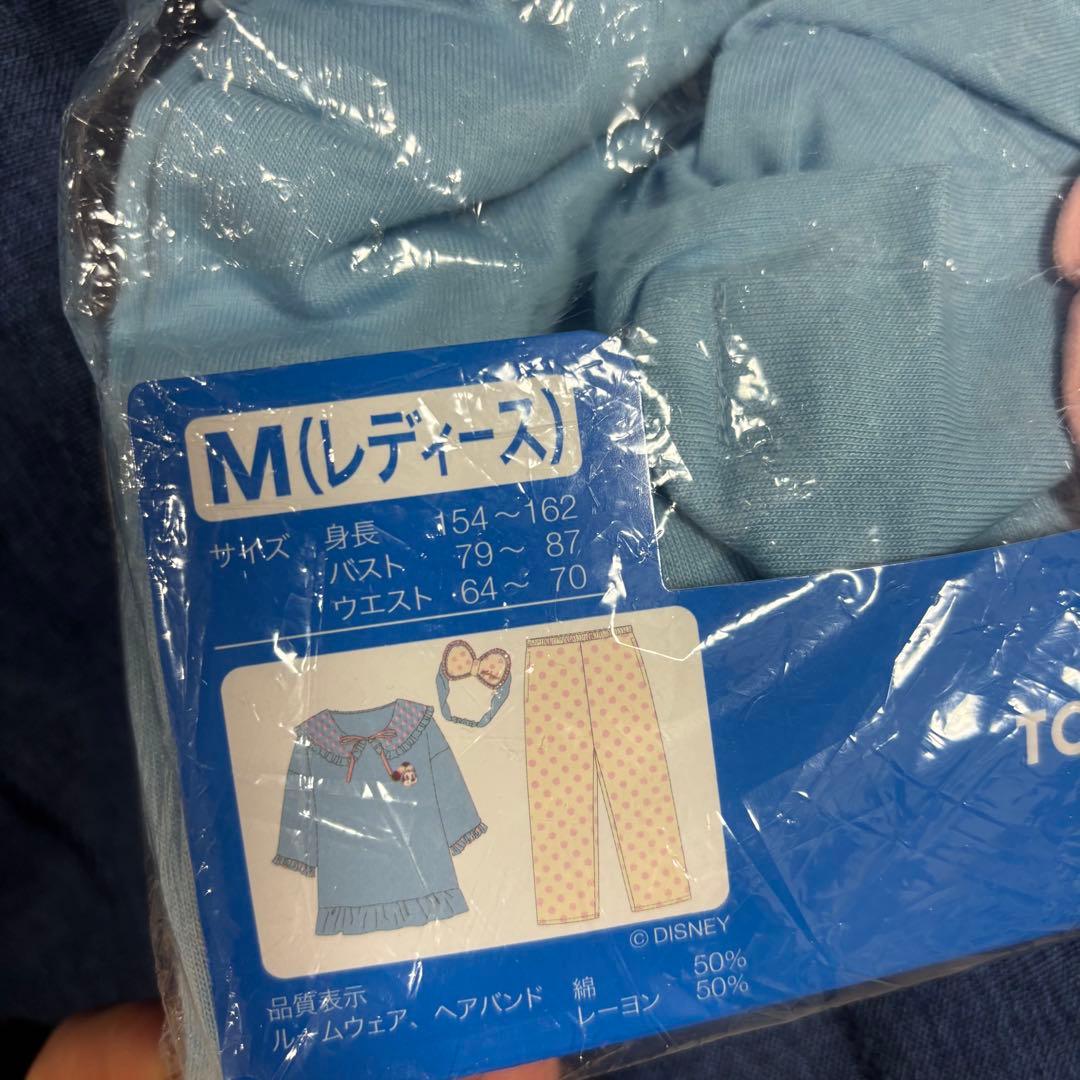 M(レディース)
サイズ 身長 154～162
バスト 79～ 87
ウエスト 64～ 70
© DISNEY
品質表示
ルームウェア、ヘアバンド 綿 50%
レーヨン 50%